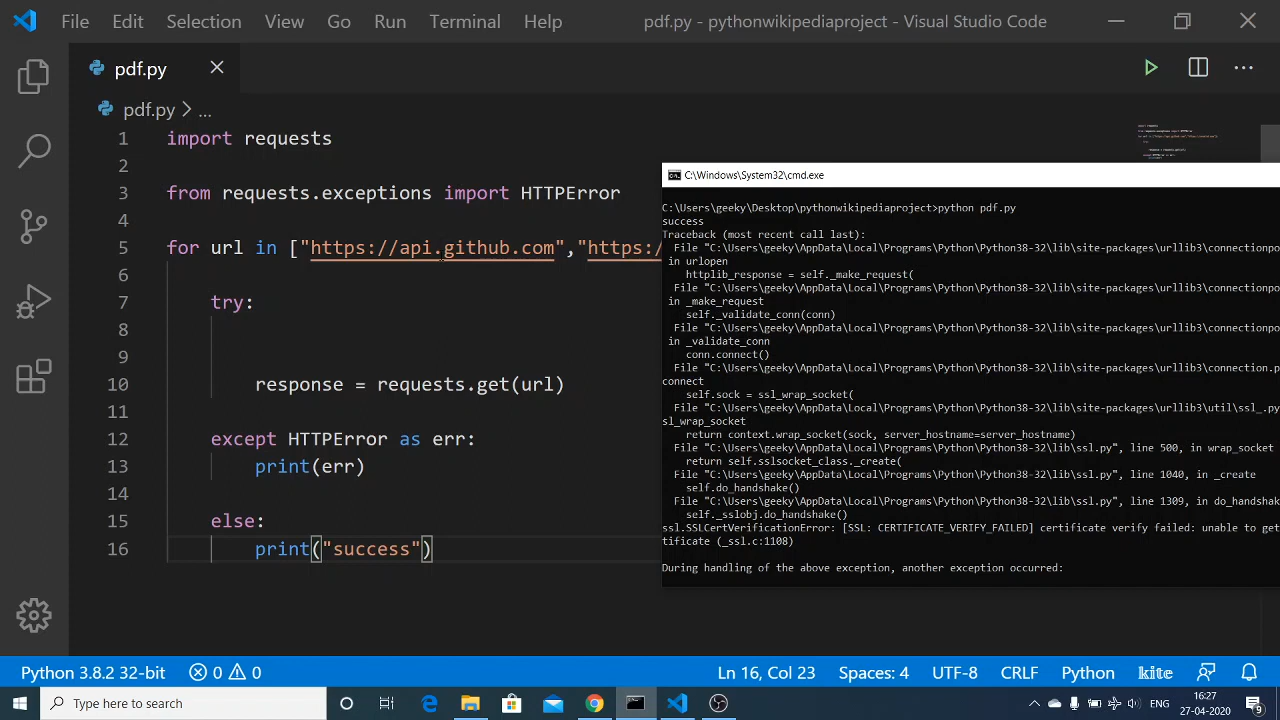 File Edit Selection View Go Run Terminal Help pdf.py - pythonwikipediaproject - Visual Studio Code
pdf.py
pdf.py > ...
1 import requests
2
3 from requests.exceptions import HTTPError
4
5 for url in ["https://api.github.com","https:/
6
7 try:
8
9
10 response = requests.get(url)
11
12 except HTTPError as err:
13 print(err)
14
15 else:
16 print("success")
C:\Windows\System32\cmd.exe
C:\Users\geeky\Desktop\pythonwikipediaproject>python pdf.py
success
Traceback (most recent call last):
File "C:\Users\geeky\AppData\Local\Programs\Python\Python38-32\lib\site-packages\urllib3\connectionpo
in urlopen
httplib_response = self._make_request(
File "C:\Users\geeky\AppData\Local\Programs\Python\Python38-32\lib\site-packages\urllib3\connectionpo
in _make_request
self._validate_conn(conn)
File "C:\Users\geeky\AppData\Local\Programs\Python\Python38-32\lib\site-packages\urllib3\connectionpo
in _validate_conn
conn.connect()
File "C:\Users\geeky\AppData\Local\Programs\Python\Python38-32\lib\site-packages\urllib3\connection.p
connect
self.sock = ssl_wrap_socket(
File "C:\Users\geeky\AppData\Local\Programs\Python\Python38-32\lib\site-packages\urllib3\util\ssl_.py
sl_wrap_socket
return context.wrap_socket(sock, server_hostname=server_hostname)
File "C:\Users\geeky\AppData\Local\Programs\Python\Python38-32\lib\ssl.py", line 500, in wrap_socket
return self.sslsocket_class._create(
File "C:\Users\geeky\AppData\Local\Programs\Python\Python38-32\lib\ssl.py", line 1040, in _create
self.do_handshake()
File "C:\Users\geeky\AppData\Local\Programs\Python\Python38-32\lib\ssl.py", line 1309, in do_handshak
self._sslobj.do_handshake()
ssl.SSLCertVerificationError: [SSL: CERTIFICATE_VERIFY_FAILED] certificate verify failed: unable to get
tificate (_ssl.c:1108)
During handling of the above exception, another exception occurred:
Python 3.8.2 32-bit 0 0 Ln 16, Col 23 Spaces: 4 UTF-8 CRLF Python kite
Type here to search
16:27
27-04-2020